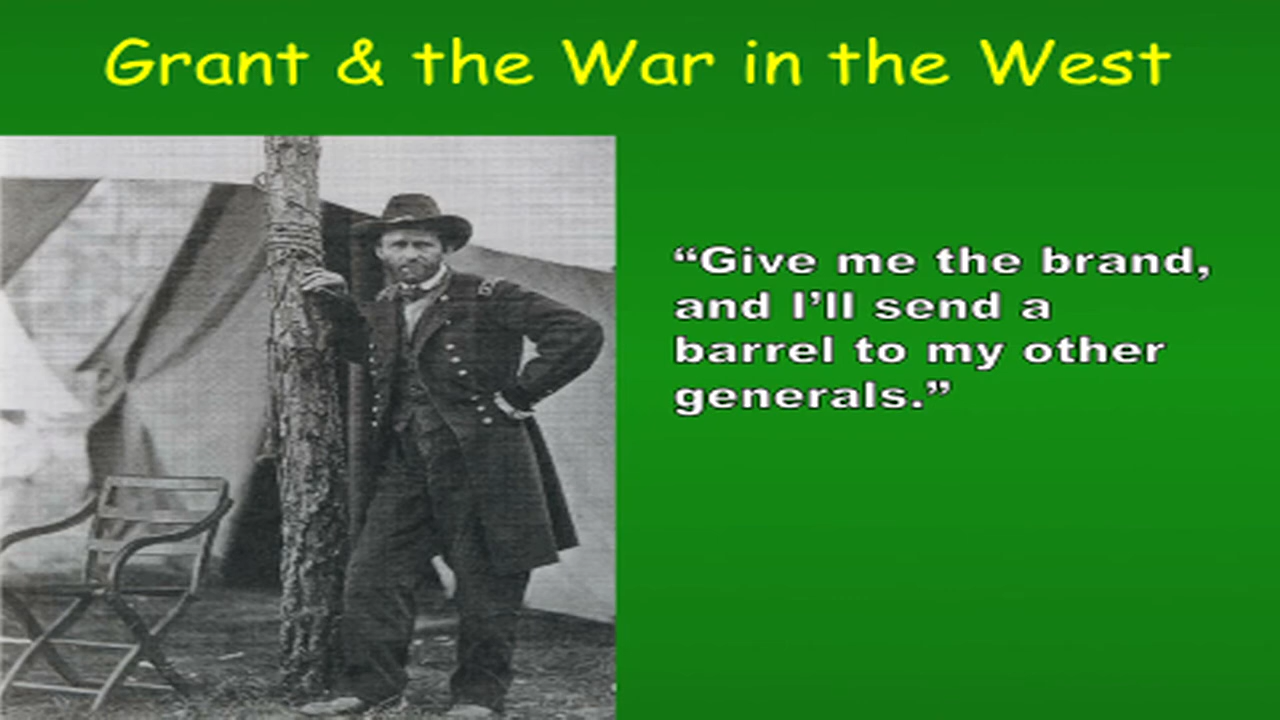 Grant & the War in the West
“Give me the brand,
and I’ll send a
barrel to my other
generals.”